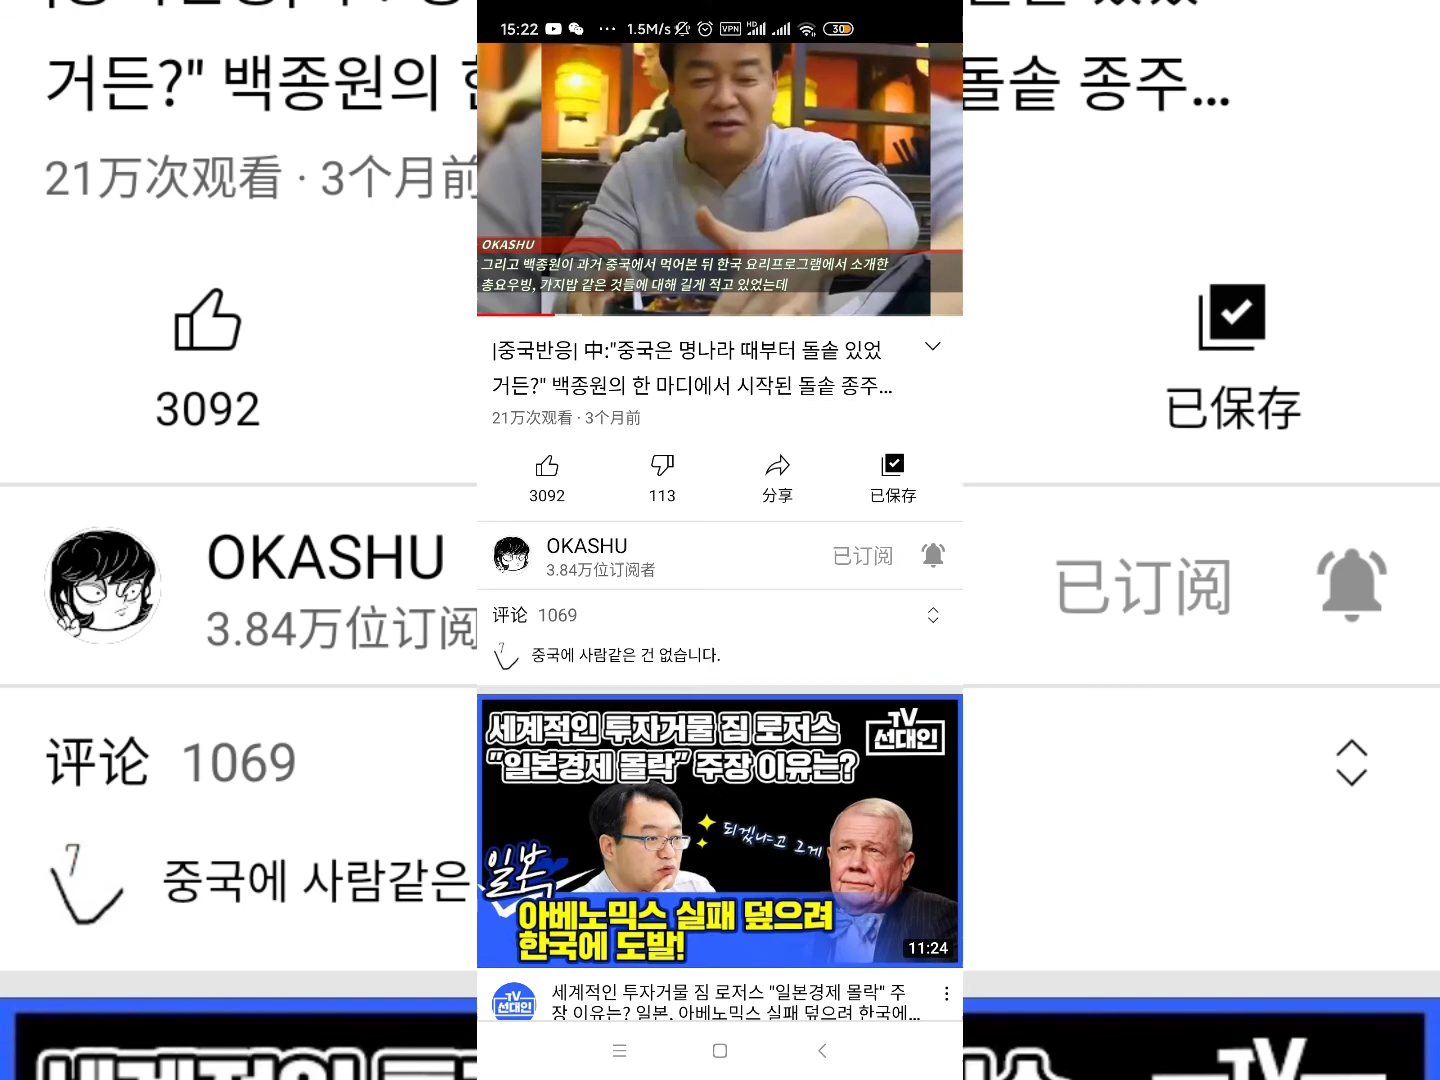 15:22 ··· 1.5M/s VPN HD 30
OKASHU
그리고 백종원이 과거 중국에서 먹어본 뒤 한국 요리프로그램에서 소개한
총요우빙, 가지밥 같은 것들에 대해 길게 적고 있었는데
|중국반응| 中:"중국은 명나라 때부터 돌솥 있었
거든?" 백종원의 한 마디에서 시작된 돌솥 종주...
21万次观看 · 3个月前
3092 113 分享 已保存
OKASHU
3.84万位订阅者
已订阅
评论 1069
중국에 사람같은 건 없습니다.
세계적인 투자거물 짐 로저스
"일본경제 몰락" 주장 이유는?
TV
선대인
되겠냐고 그게
일본,
아베노믹스 실패 덮으려
한국에 도발!
11:24
TV
선대인
세계적인 투자거물 짐 로저스 "일본경제 몰락" 주
장 이유는? 일본, 아베노믹스 실패 덮으려 한국에...
거든?" 백종원의
돌솥 종주...
21万次观看 · 3个月前
3092
已保存
OKASHU
3.84万位订阅
已订阅
评论 1069
중국에 사람같은
TV